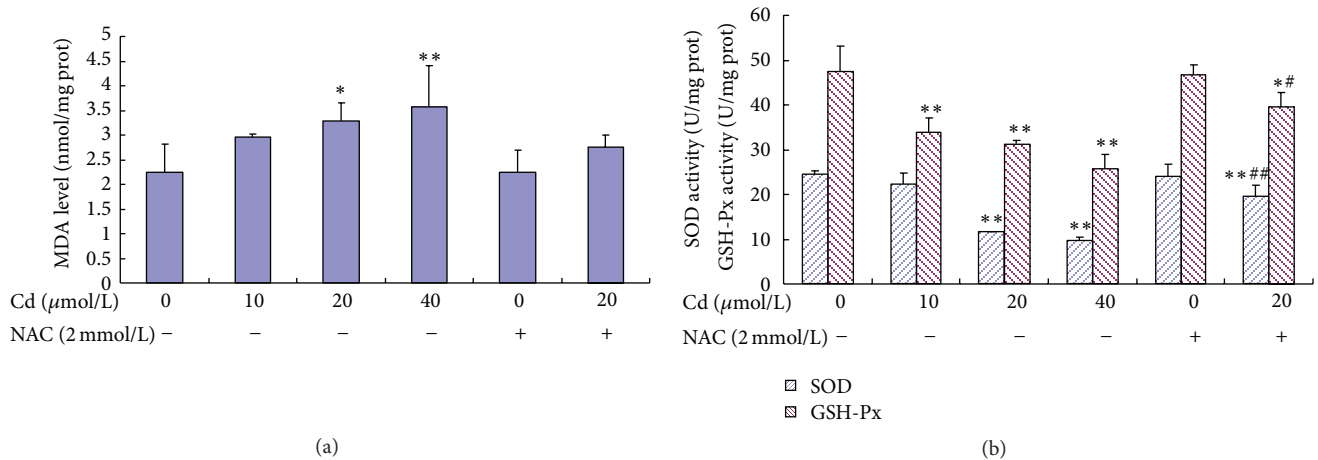 MDA level (nmol/mg prot)
5
4.5
4
3.5
3
2.5
2
1.5
1
0.5
0
*
**
Cd (μmol/L) 0 10 20 40 0 20
NAC (2 mmol/L) − − − − + +
(a)
SOD activity (U/mg prot)
GSH-Px activity (U/mg prot)
60
50
40
30
20
10
0
**
**
**
**
**
*#
**##
Cd (μmol/L) 0 10 20 40 0 20
NAC (2 mmol/L) − − − − + +
SOD
GSH-Px
(b)